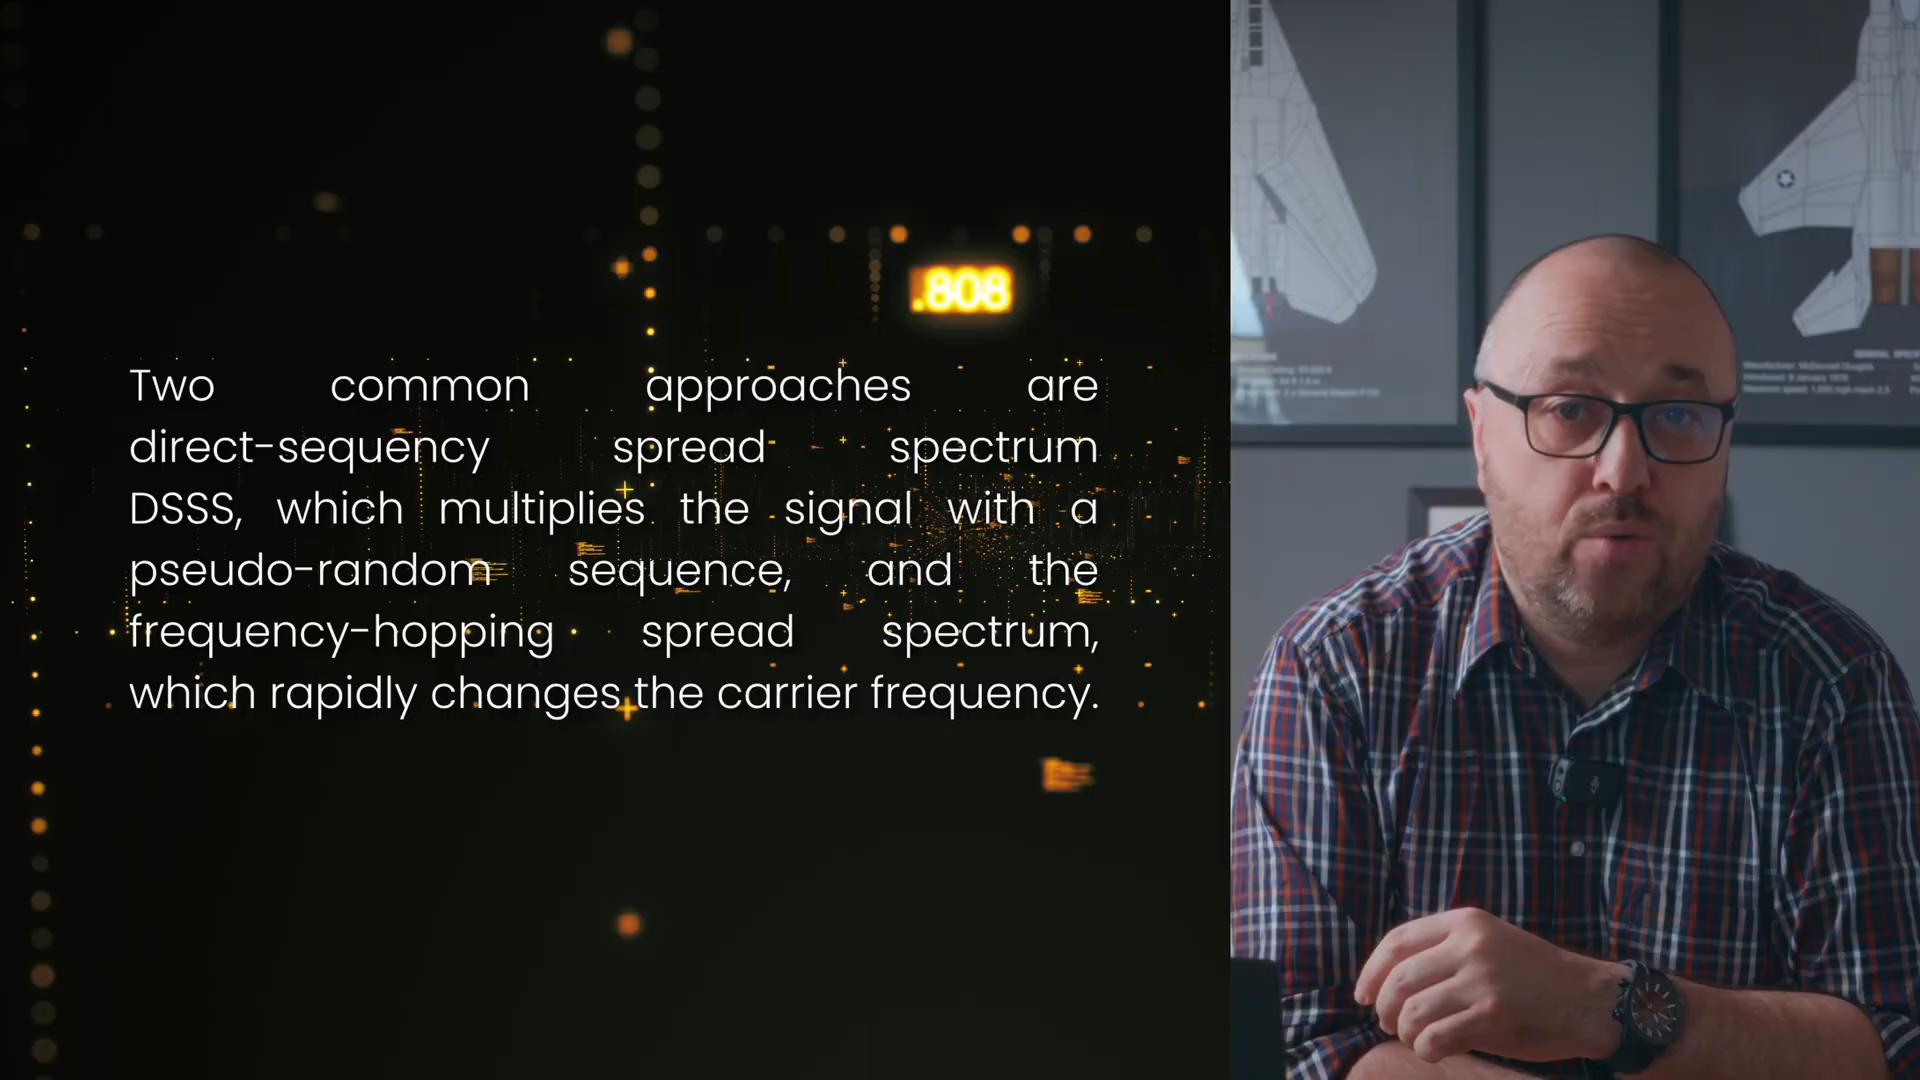 .808
Two common approaches are
direct-sequency spread spectrum
DSSS, which multiplies the signal with a
pseudo-random sequence, and the
frequency-hopping spread spectrum,
which rapidly changes the carrier frequency.